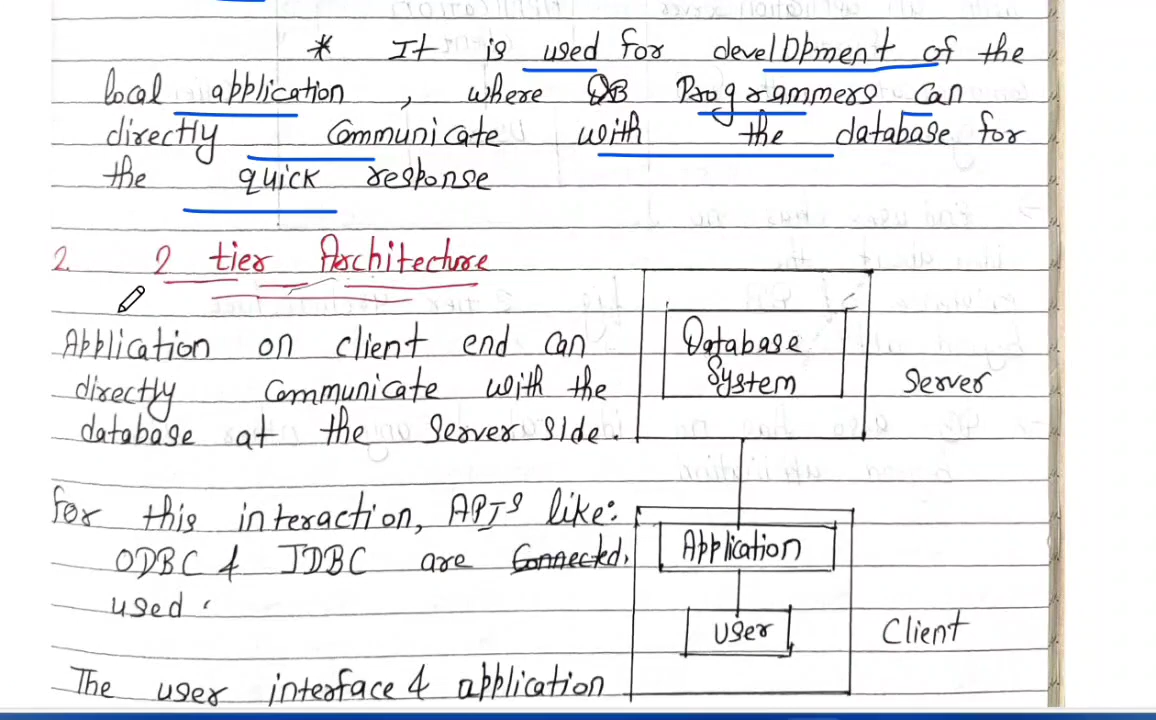 * It is used for development of the
local application, where DB Programmers can
directly Communicate with the database for
the quick response
2. 2 tier Architecture
Application on client end can
directly Communicate with the
database at the Server side.
For this interaction, APIs like:
ODBC & JDBC are Connected.
used.
The user interface & application
Database
System
Server
Application
User
Client